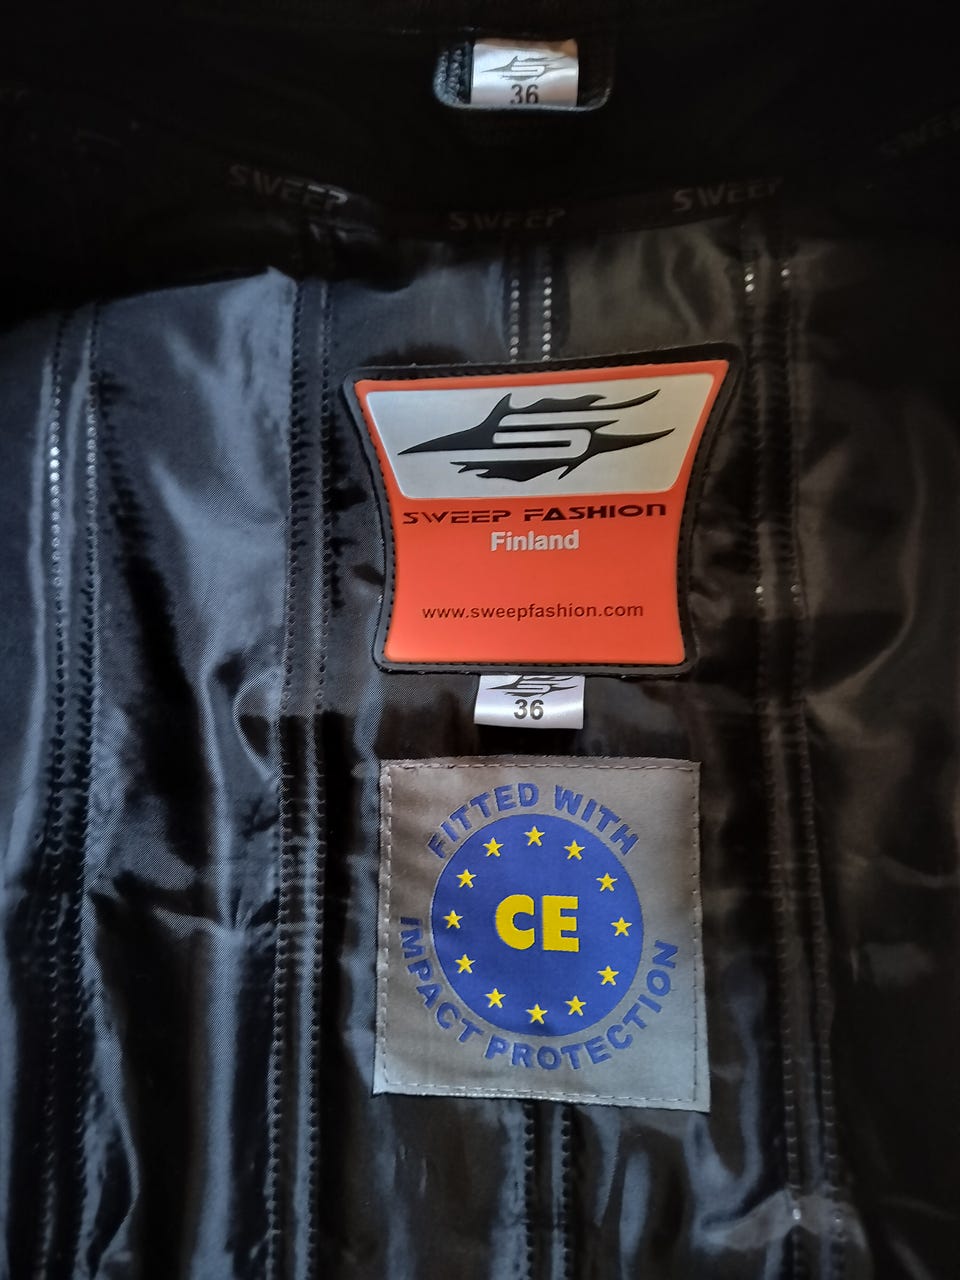 36
SWEEP
SWEEP
SWEEP
SWEEP FASHION
Finland
www.sweepfashion.com
36
FITTED WITH
CE
IMPACT PROTECTION